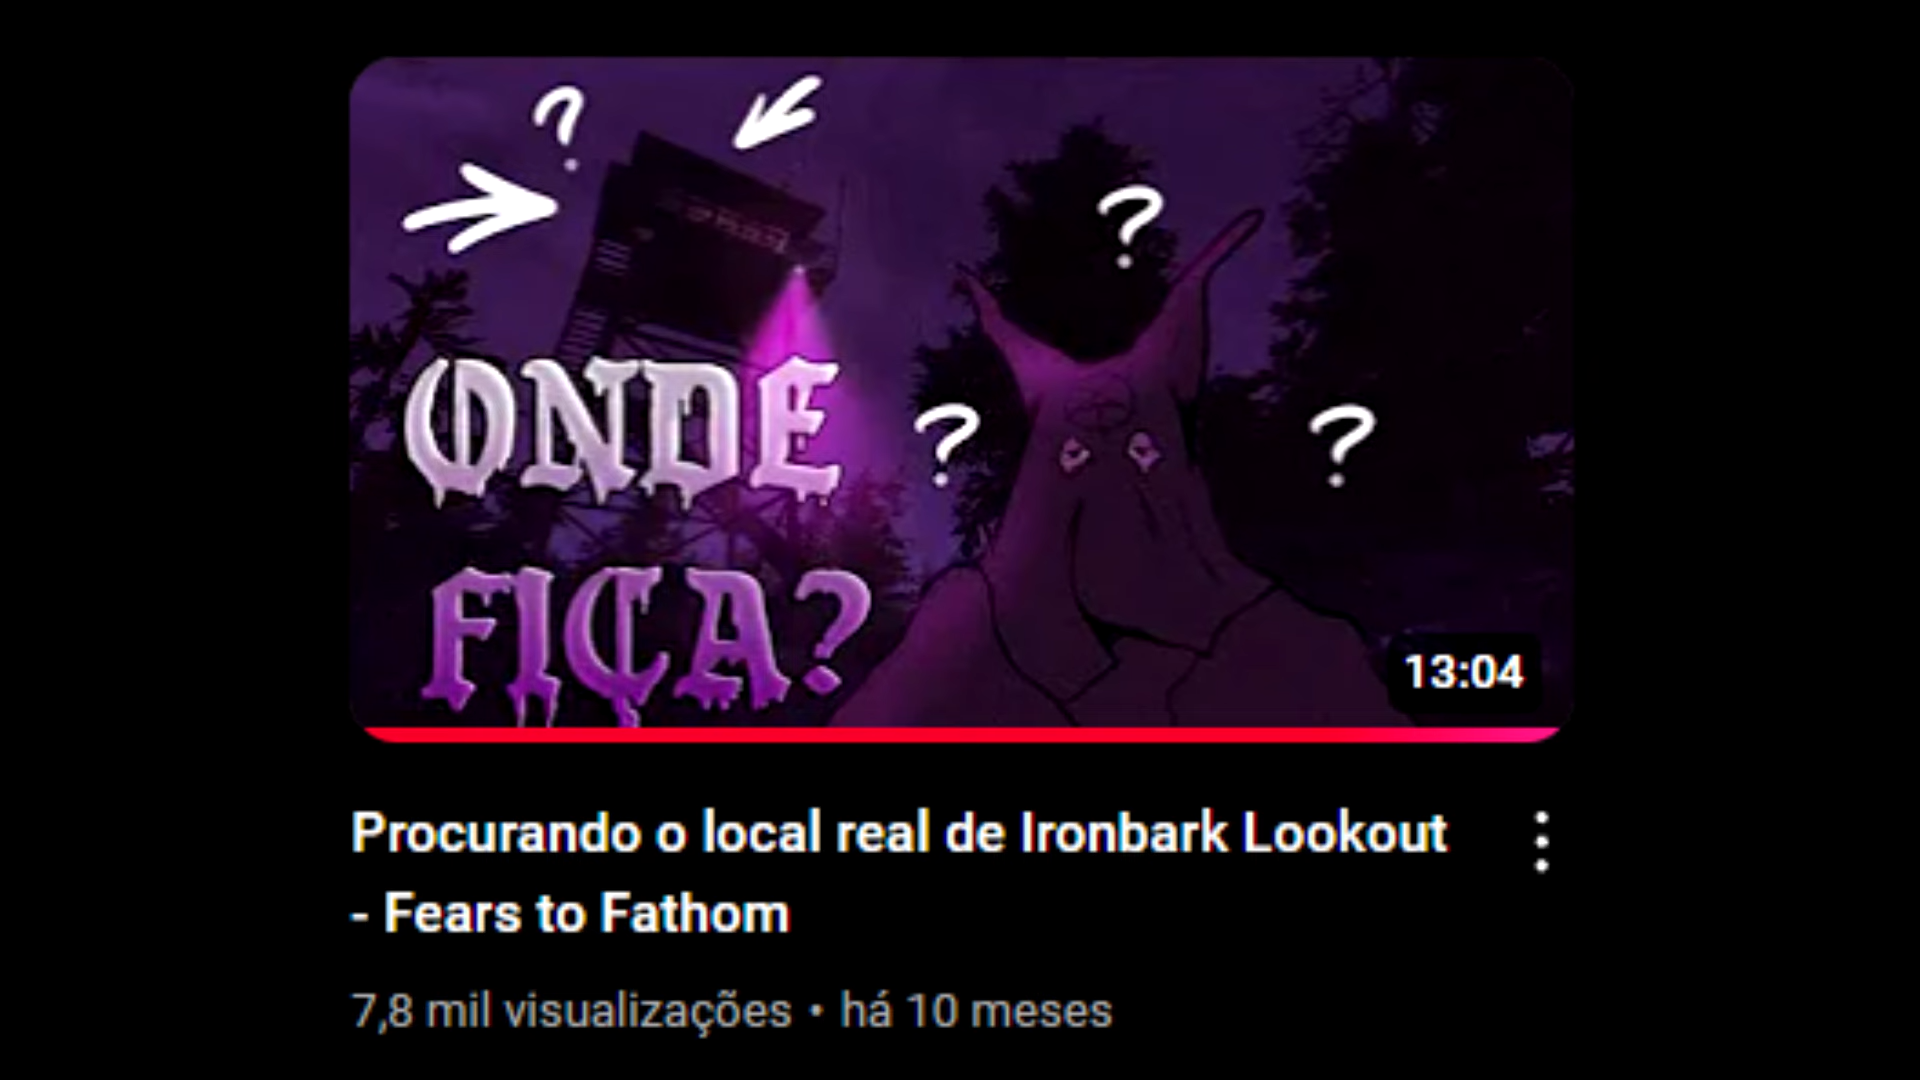 ?
?
ONDE
?
?
FICA?
13:04
Procurando o local real de Ironbark Lookout
- Fears to Fathom
7,8 mil visualizações • há 10 meses